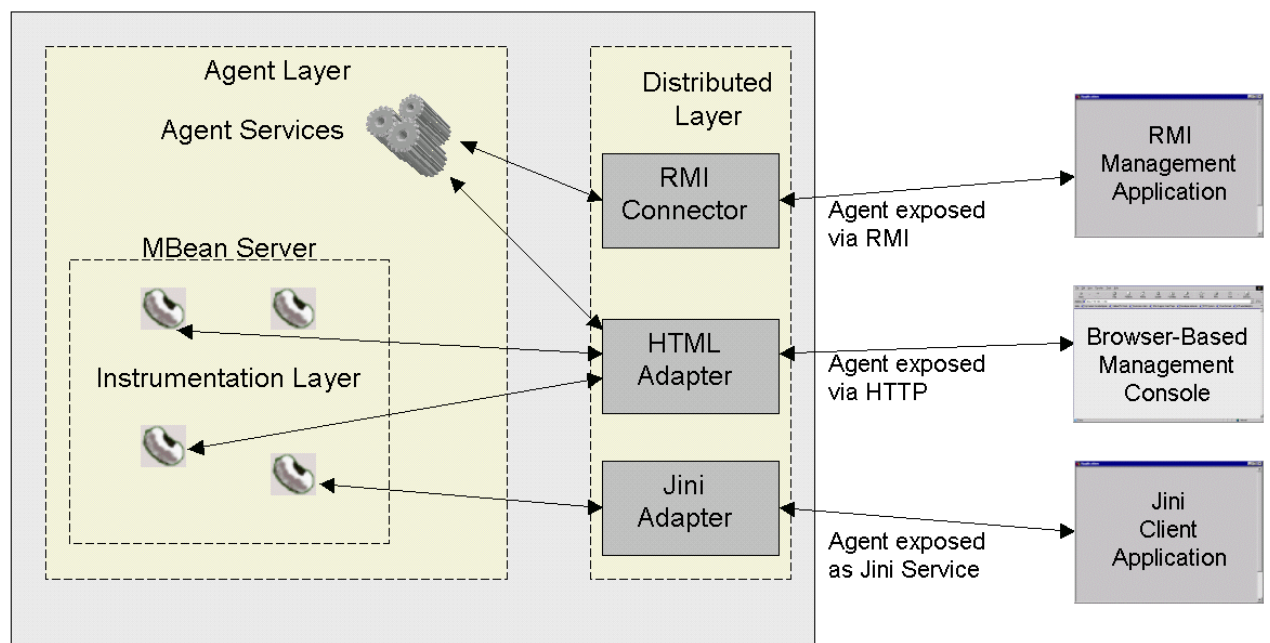 Agent Layer
Agent Services
MBean Server
Instrumentation Layer
Distributed
Layer
RMI
Connector
HTML
Adapter
Jini
Adapter
Agent exposed
via RMI
Agent exposed
via HTTP
Agent exposed
as Jini Service
RMI
Management
Application
Browser-Based
Management
Console
Jini
Client
Application